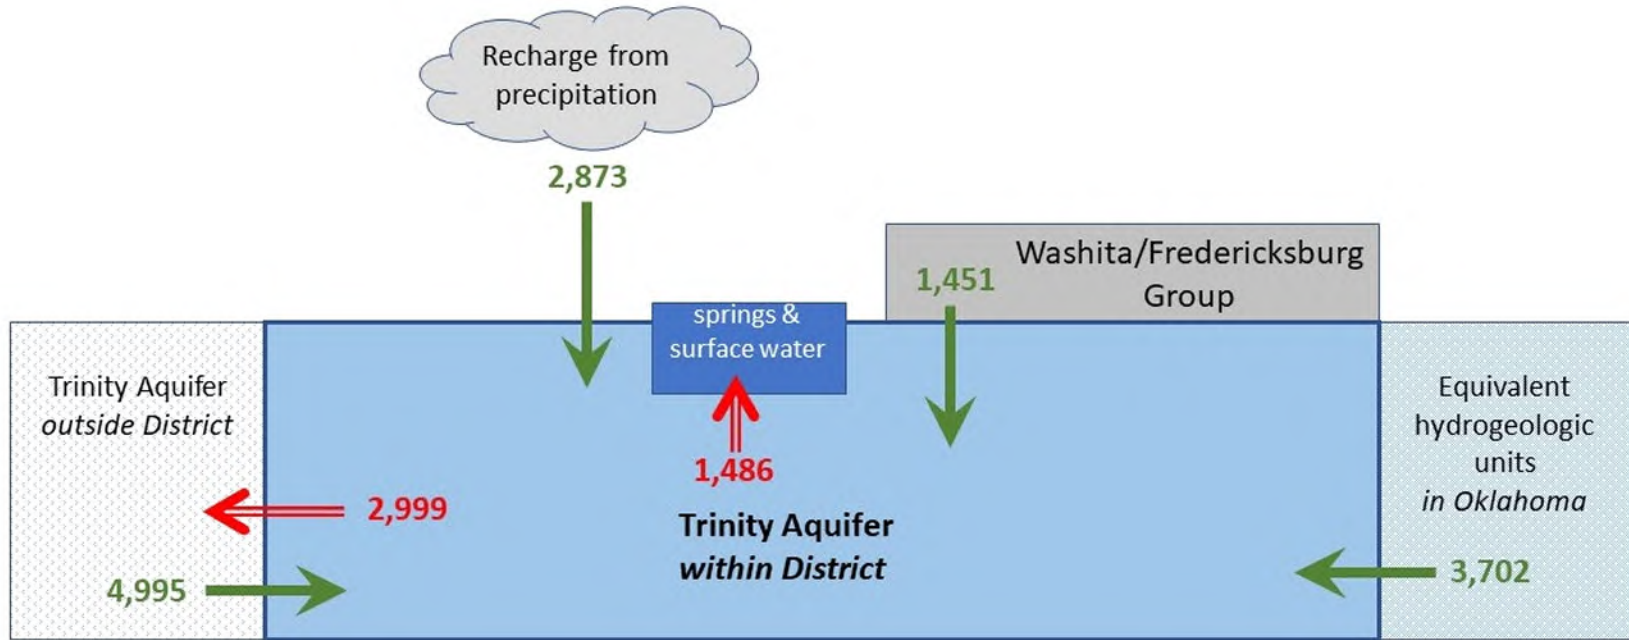 Recharge from
precipitation
2,873
Washita/Fredericksburg
Group
1,451
springs &
surface water
Trinity Aquifer
outside District
Equivalent
hydrogeologic
units
in Oklahoma
1,486
2,999
Trinity Aquifer
within District
4,995
3,702